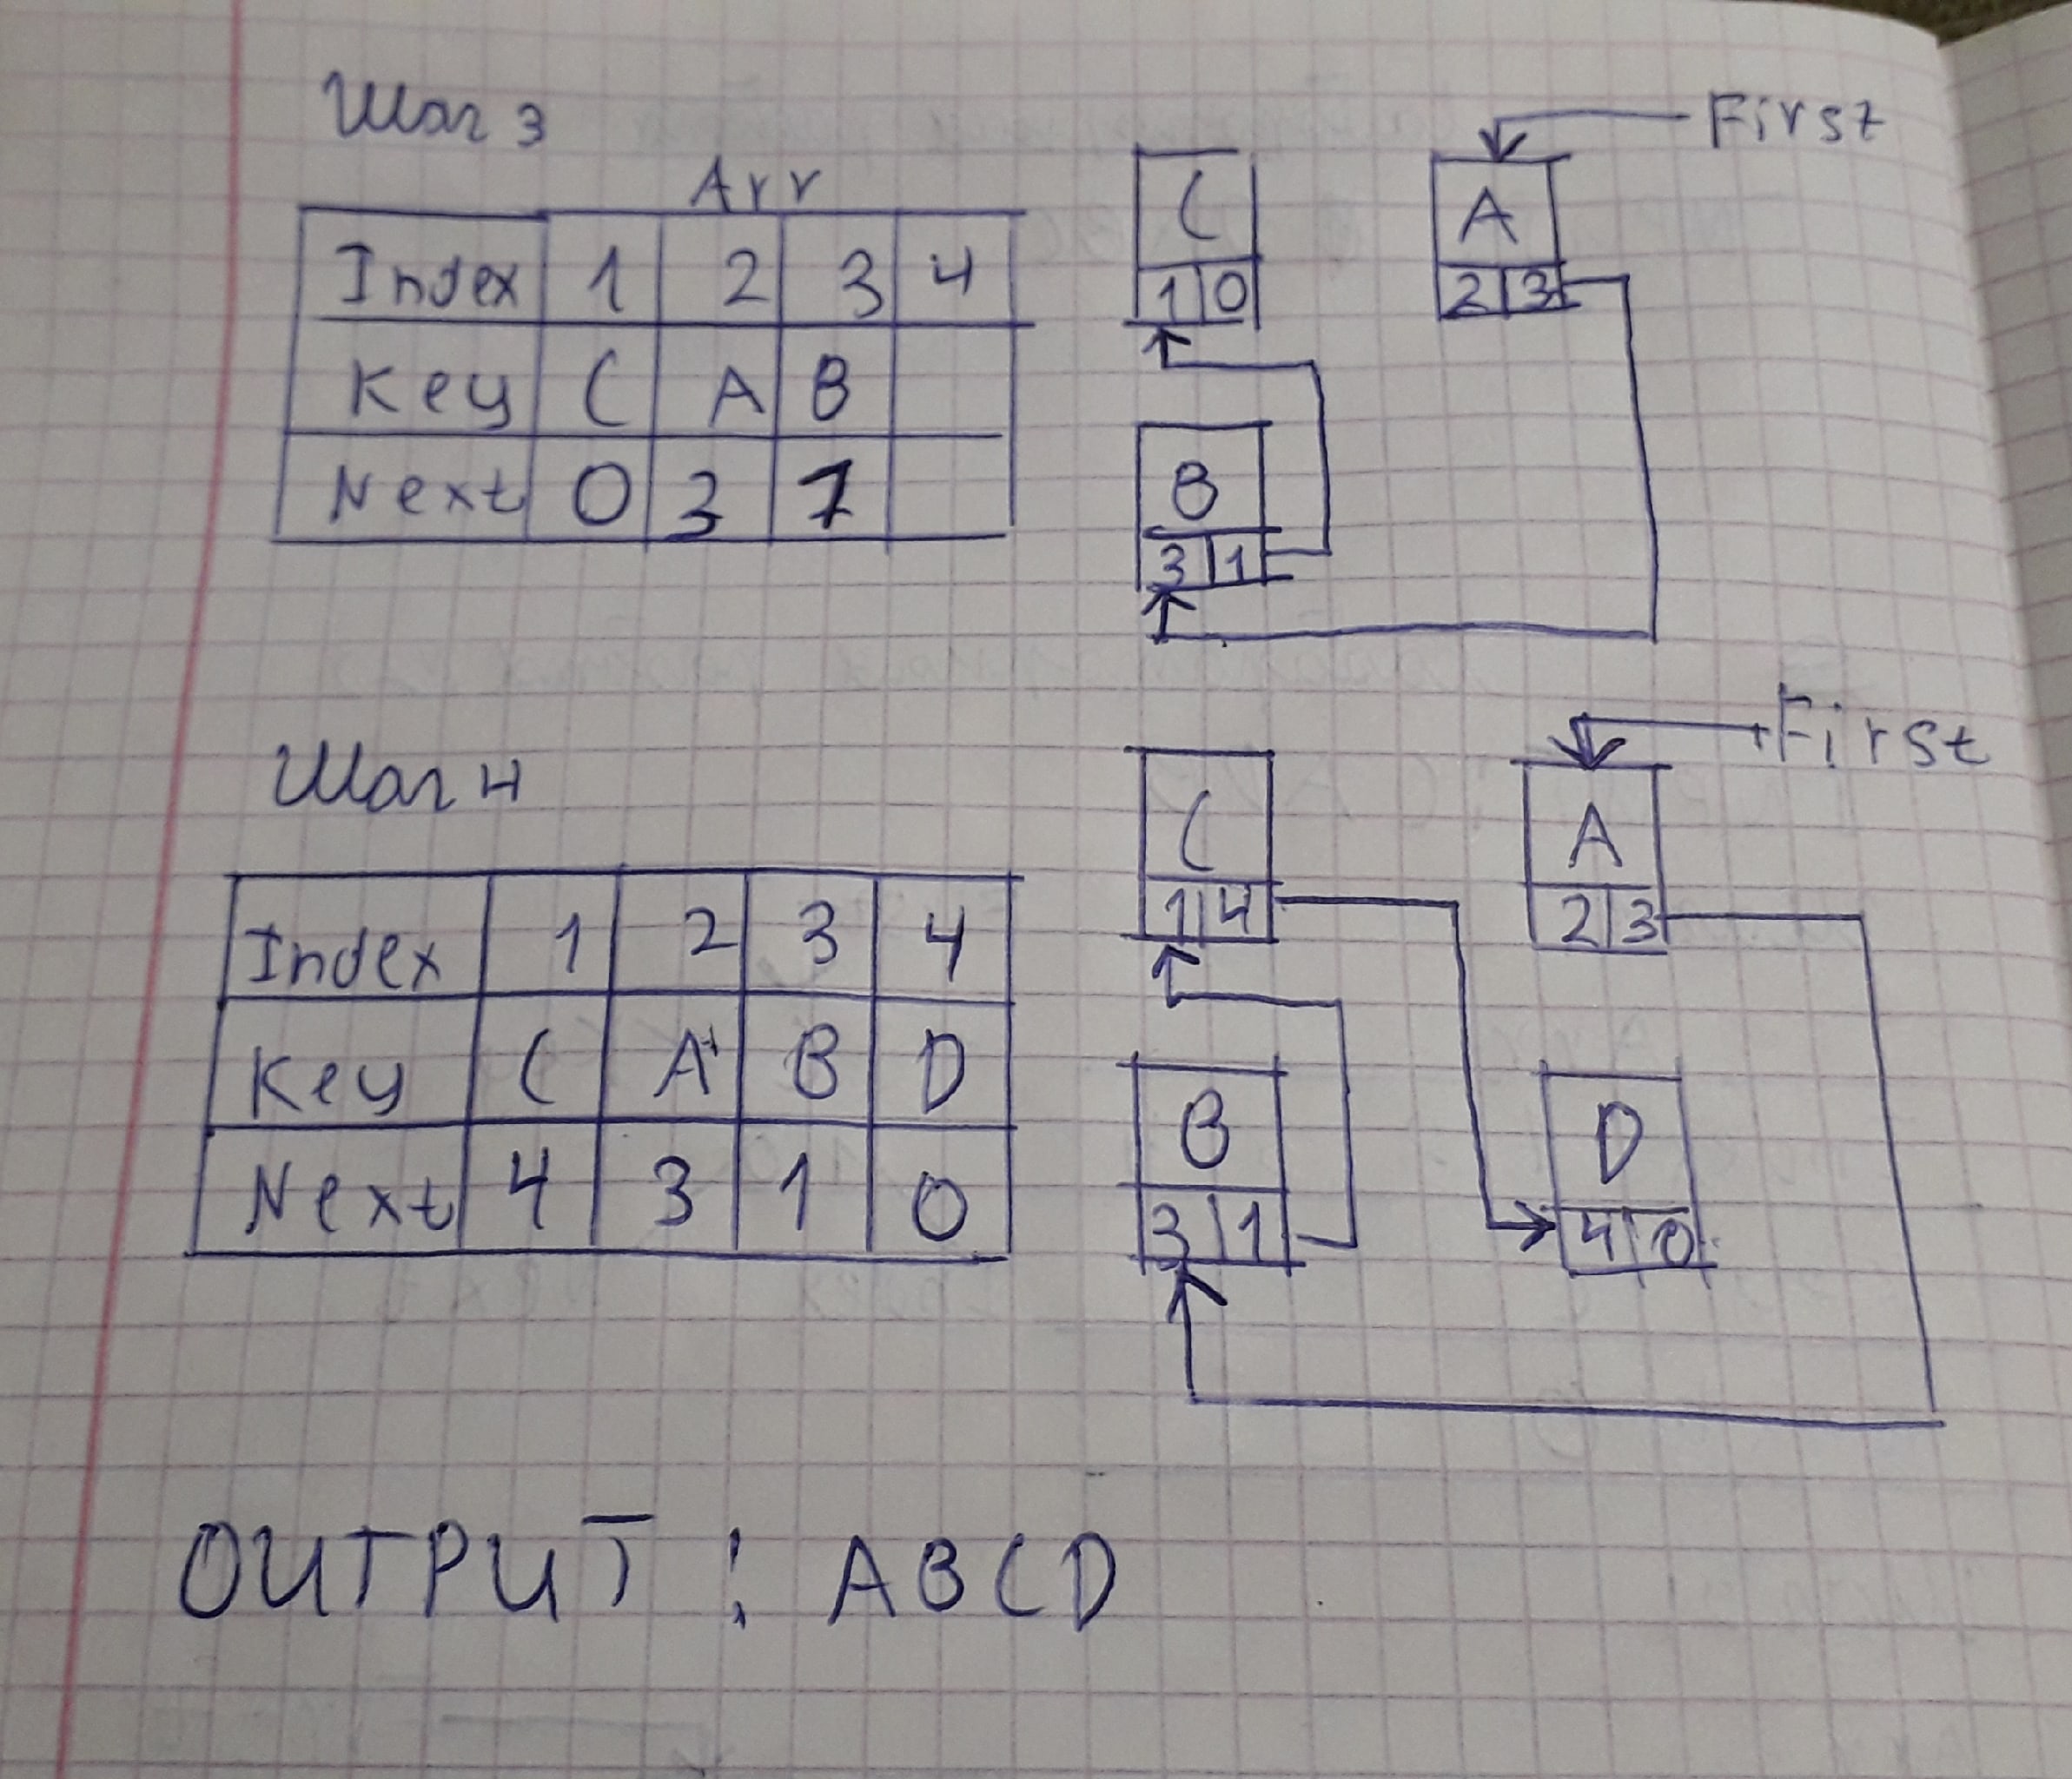 Шаг 3
Arr
Index 1 2 3 4
Key C A B
Next 0 3 1
First
C
1 0
A
2 3
B
3 1
Шаг 4
Index 1 2 3 4
Key C A B D
Next 4 3 1 0
First
C
1 4
A
2 3
B
3 1
D
4 0
OUTPUT : ABCD